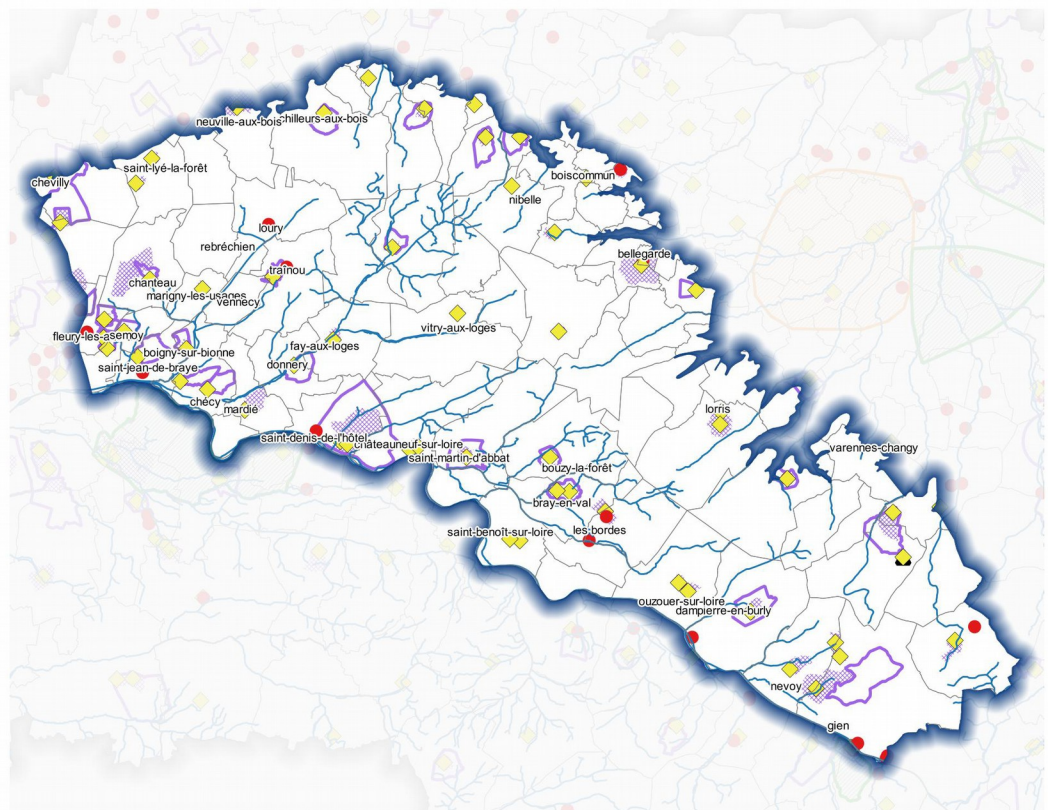 neuville-aux-bois
chilleurs-aux-bois
saint-lyé-la-forêt
chevilly
boiscommun
nibelle
loury
rebréchien
bellegarde
traînou
chanteau
marigny-les-usages
vennecy
vitry-aux-loges
fleury-les-a
semoy
fay-aux-loges
boigny-sur-bionne
saint-jean-de-braye
donnery
chécy
mardié
lorris
saint-denis-de-l'hôtel
châteauneuf-sur-loire
varennes-changy
saint-martin-d'abbat
bouzy-la-forêt
bray-en-val
saint-benoît-sur-loire
les-bordes
ouzouer-sur-loire
dampierre-en-burly
nevoy
gien